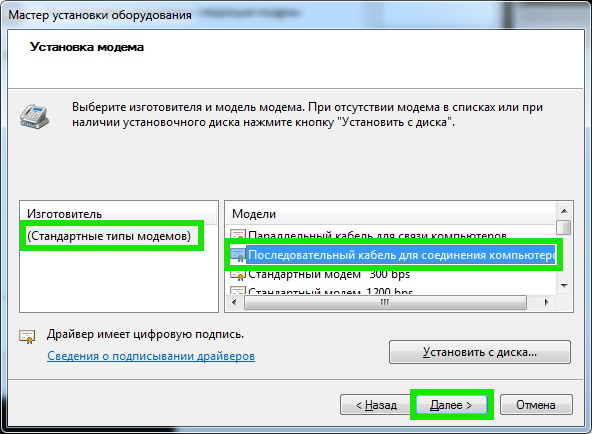 Мастер установки оборудования
Установка модема
Выберите изготовителя и модель модема. При отсутствии модема в списках или при
наличии установочного диска нажмите кнопку "Установить с диска".
Изготовитель
(Стандартные типы модемов)
Модели
Параллельный кабель для связи компьютеров
Последовательный кабель для соединения компьютеро
Стандартный модем 300 bps
Стандартный модем 1200 bps
Драйвер имеет цифровую подпись.
Сведения о подписывании драйверов
Установить с диска...
< Назад
Далее >
Отмена